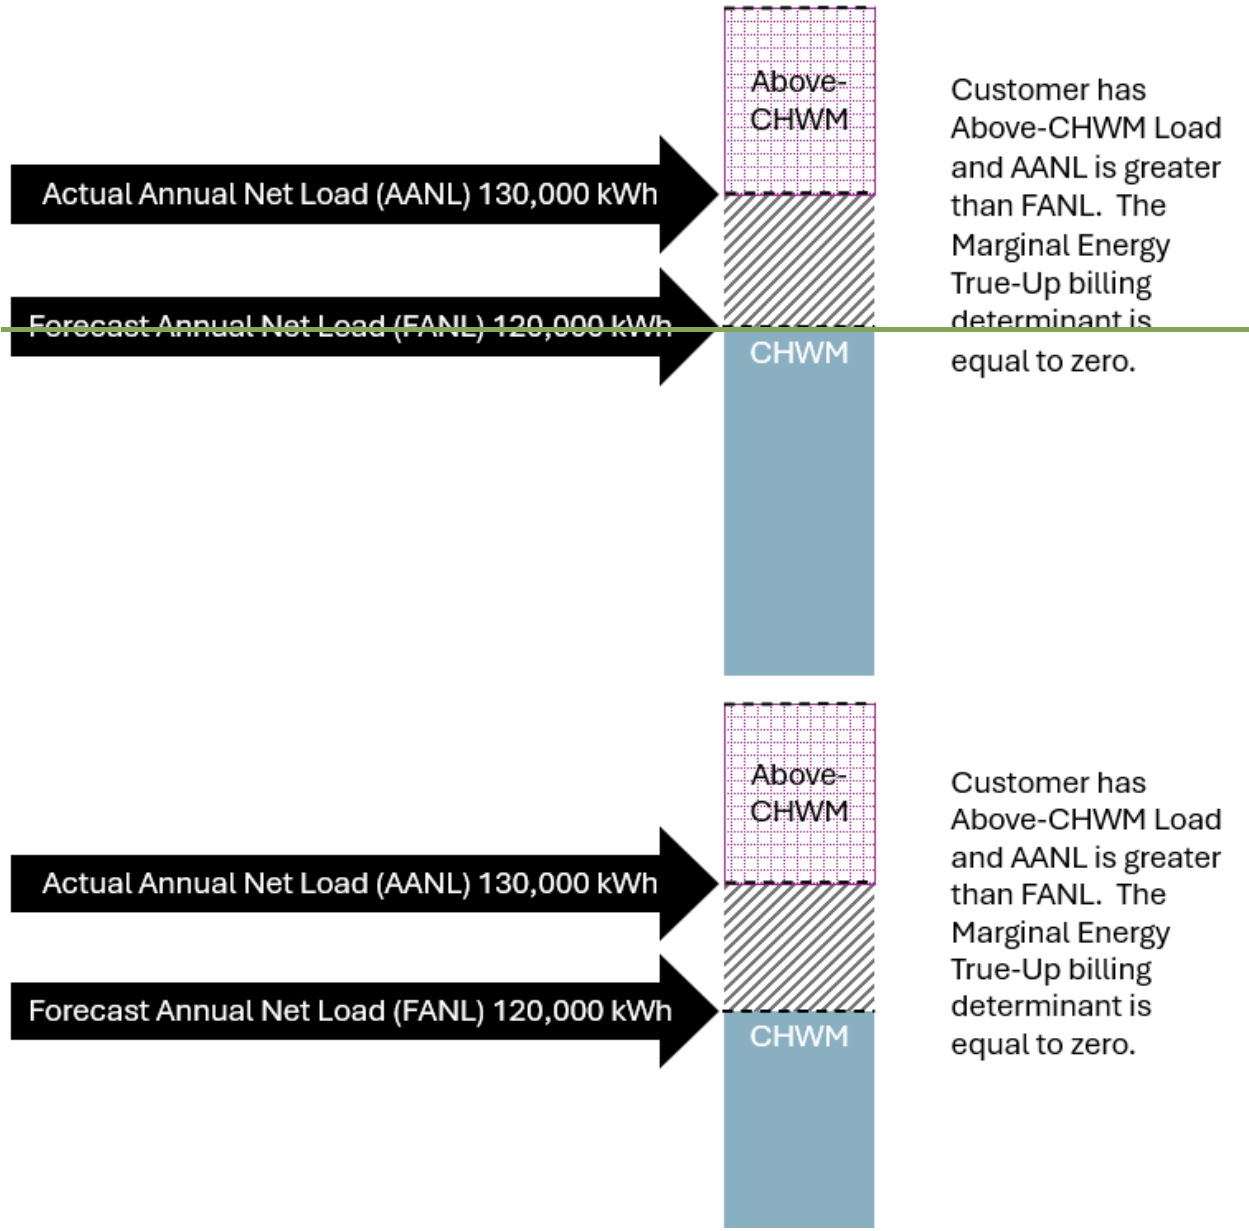 Above-
CHWM
Customer has
Above-CHWM Load
and AANL is greater
than FANL.  The
Marginal Energy
True-Up billing
determinant is
equal to zero.
Actual Annual Net Load (AANL) 130,000 kWh
Forecast Annual Net Load (FANL) 120,000 kWh
CHWM
Above-
CHWM
Customer has
Above-CHWM Load
and AANL is greater
than FANL.  The
Marginal Energy
True-Up billing
determinant is
equal to zero.
Actual Annual Net Load (AANL) 130,000 kWh
Forecast Annual Net Load (FANL) 120,000 kWh
CHWM